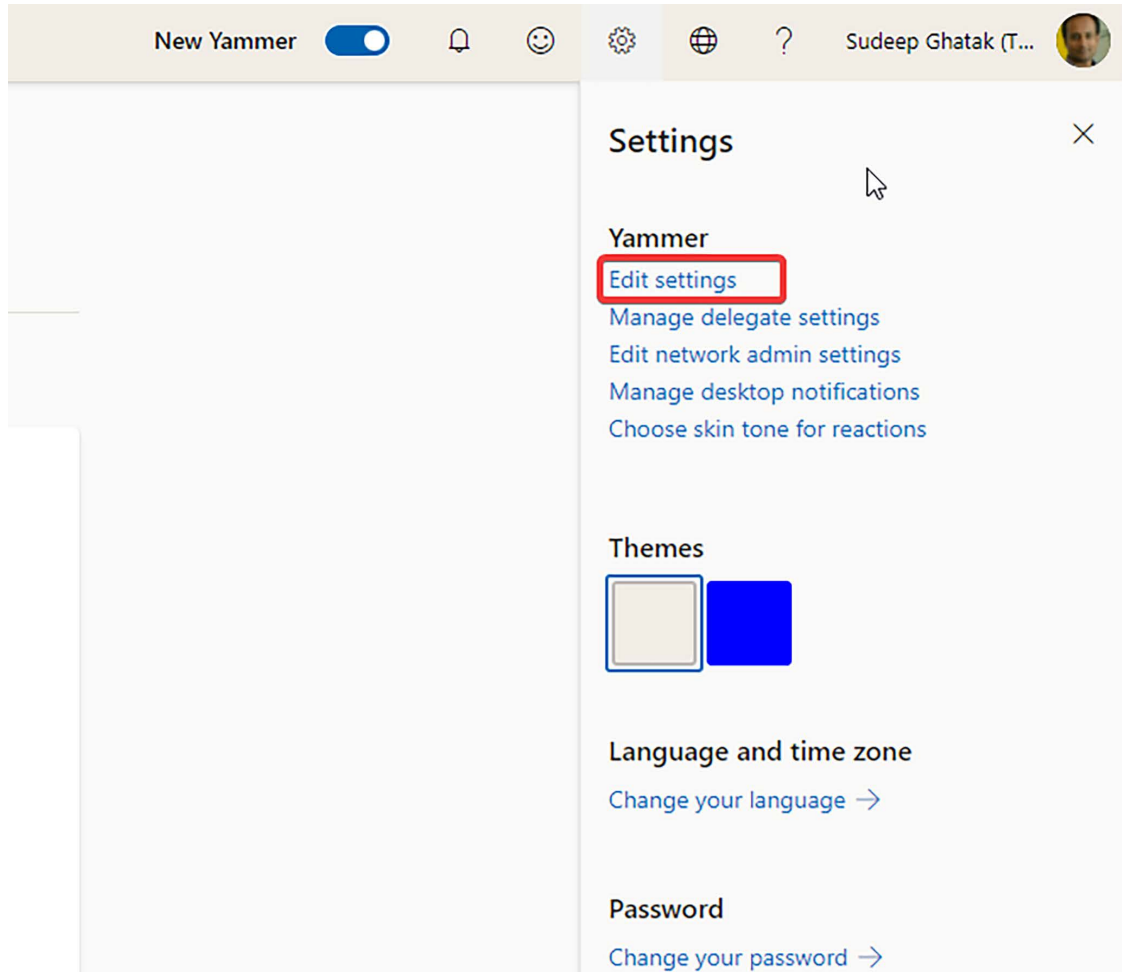 New Yammer ? Sudeep Ghatak (T...
Settings
Yammer
Edit settings
Manage delegate settings
Edit network admin settings
Manage desktop notifications
Choose skin tone for reactions
Themes
Language and time zone
Change your language →
Password
Change your password →